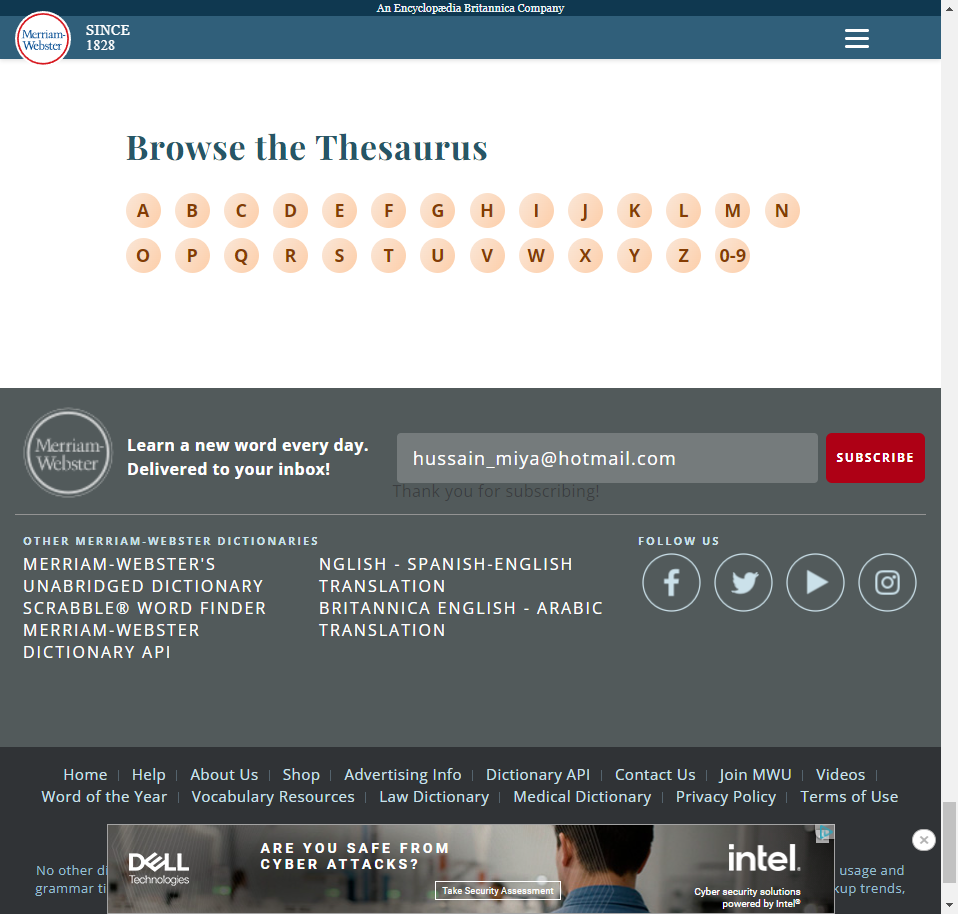 An Encyclopædia Britannica Company
Merriam-
Webster
SINCE
1828
Browse the Thesaurus
A B C D E F G H I J K L M N
O P Q R S T U V W X Y Z 0-9
Merriam-
Webster
Learn a new word every day.
Delivered to your inbox!
hussain_miya@hotmail.com
SUBSCRIBE
Thank you for subscribing!
OTHER MERRIAM-WEBSTER DICTIONARIES
MERRIAM-WEBSTER'S
UNABRIDGED DICTIONARY
SCRABBLE® WORD FINDER
MERRIAM-WEBSTER
DICTIONARY API
NGLISH - SPANISH-ENGLISH
TRANSLATION
BRITANNICA ENGLISH - ARABIC
TRANSLATION
FOLLOW US
Home | Help | About Us | Shop | Advertising Info | Dictionary API | Contact Us | Join MWU | Videos |
Word of the Year | Vocabulary Resources | Law Dictionary | Medical Dictionary | Privacy Policy | Terms of Use
DELL
Technologies
ARE YOU SAFE FROM
CYBER ATTACKS?
Take Security Assessment
intel.
Cyber security solutions
powered by Intel®
No other di
usage and
grammar ti
kup trends,